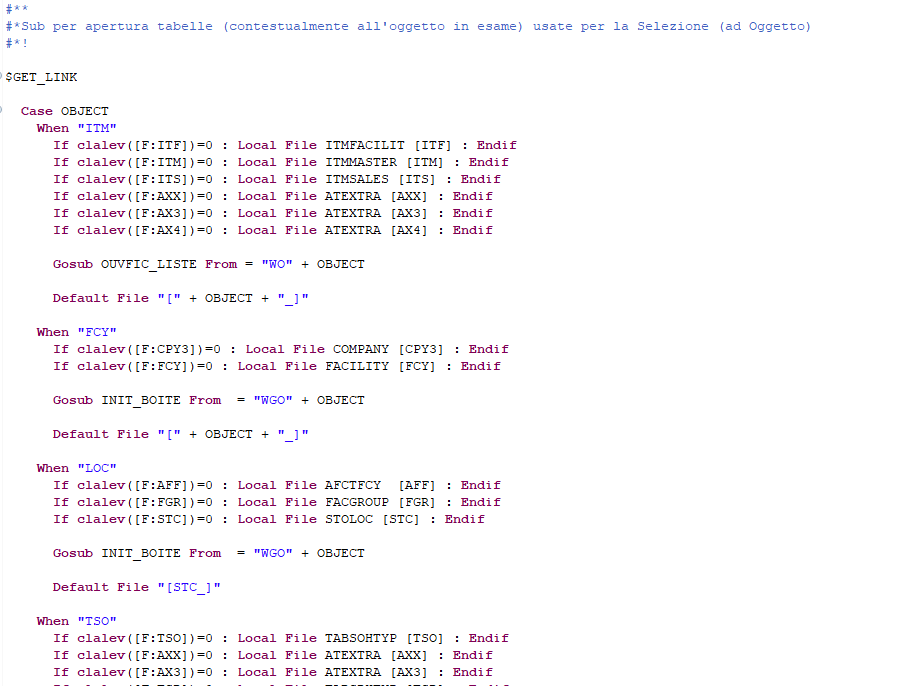 #**
#*Sub per apertura tabelle (contestualmente all'oggetto in esame) usate per la Selezione (ad Oggetto)
#*!
$GET_LINK
Case OBJECT
When "ITM"
If clalev([F:ITF])=0 : Local File ITMFACILIT [ITF] : Endif
If clalev([F:ITM])=0 : Local File ITMMASTER [ITM] : Endif
If clalev([F:ITS])=0 : Local File ITMSALES [ITS] : Endif
If clalev([F:AXX])=0 : Local File ATEXTRA [AXX] : Endif
If clalev([F:AX3])=0 : Local File ATEXTRA [AX3] : Endif
If clalev([F:AX4])=0 : Local File ATEXTRA [AX4] : Endif
Gosub OUVFIC_LISTE From = "WO" + OBJECT
Default File "[" + OBJECT + "_]"
When "FCY"
If clalev([F:CPY3])=0 : Local File COMPANY [CPY3] : Endif
If clalev([F:FCY])=0 : Local File FACILITY [FCY] : Endif
Gosub INIT_BOITE From  = "WGO" + OBJECT
Default File "[" + OBJECT + "_]"
When "LOC"
If clalev([F:AFF])=0 : Local File AFCTFCY  [AFF] : Endif
If clalev([F:FGR])=0 : Local File FACGROUP [FGR] : Endif
If clalev([F:STC])=0 : Local File STOLOC [STC] : Endif
Gosub INIT_BOITE From  = "WGO" + OBJECT
Default File "[STC_]"
When "TSO"
If clalev([F:TSO])=0 : Local File TABSOHTYP [TSO] : Endif
If clalev([F:AXX])=0 : Local File ATEXTRA [AXX] : Endif
If clalev([F:AX3])=0 : Local File ATEXTRA [AX3] : Endif